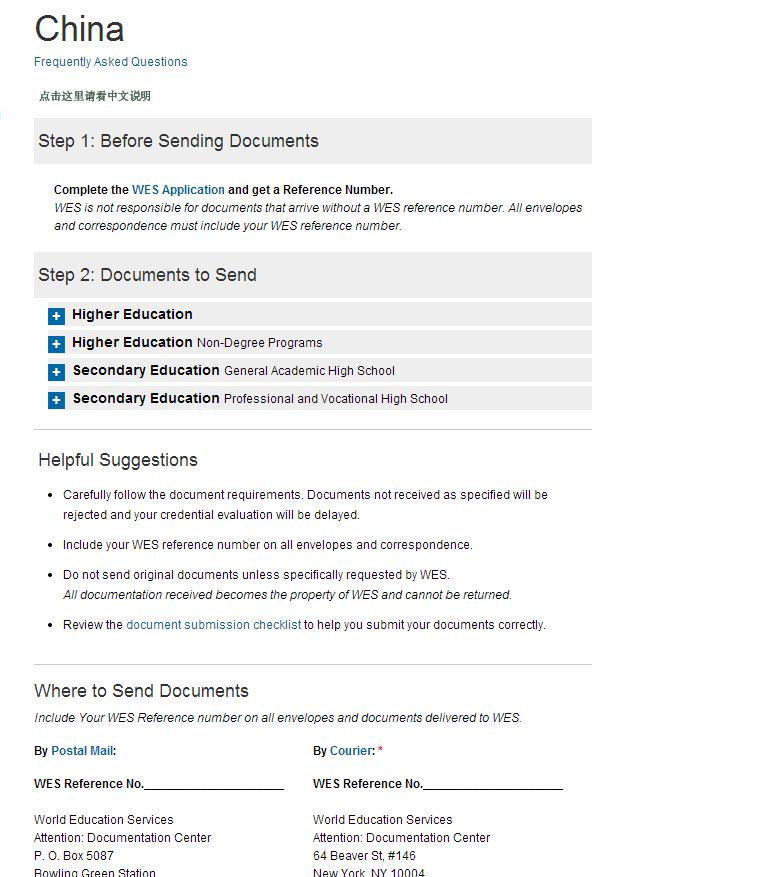 China
Frequently Asked Questions
点击这里请看中文说明
Step 1: Before Sending Documents
Complete the WES Application and get a Reference Number.
WES is not responsible for documents that arrive without a WES reference number. All envelopes
and correspondence must include your WES reference number.
Step 2: Documents to Send
+ Higher Education
+ Higher Education Non-Degree Programs
+ Secondary Education General Academic High School
+ Secondary Education Professional and Vocational High School
Helpful Suggestions
• Carefully follow the document requirements. Documents not received as specified will be
rejected and your credential evaluation will be delayed.
• Include your WES reference number on all envelopes and correspondence.
• Do not send original documents unless specifically requested by WES.
All documentation received becomes the property of WES and cannot be returned.
• Review the document submission checklist to help you submit your documents correctly.
Where to Send Documents
Include Your WES Reference number on all envelopes and documents delivered to WES.
By Postal Mail:
WES Reference No.____________________
World Education Services
Attention: Documentation Center
P. O. Box 5087
Bowling Green Station
By Courier: *
WES Reference No.____________________
World Education Services
Attention: Documentation Center
64 Beaver St, #146
New York, NY 10004